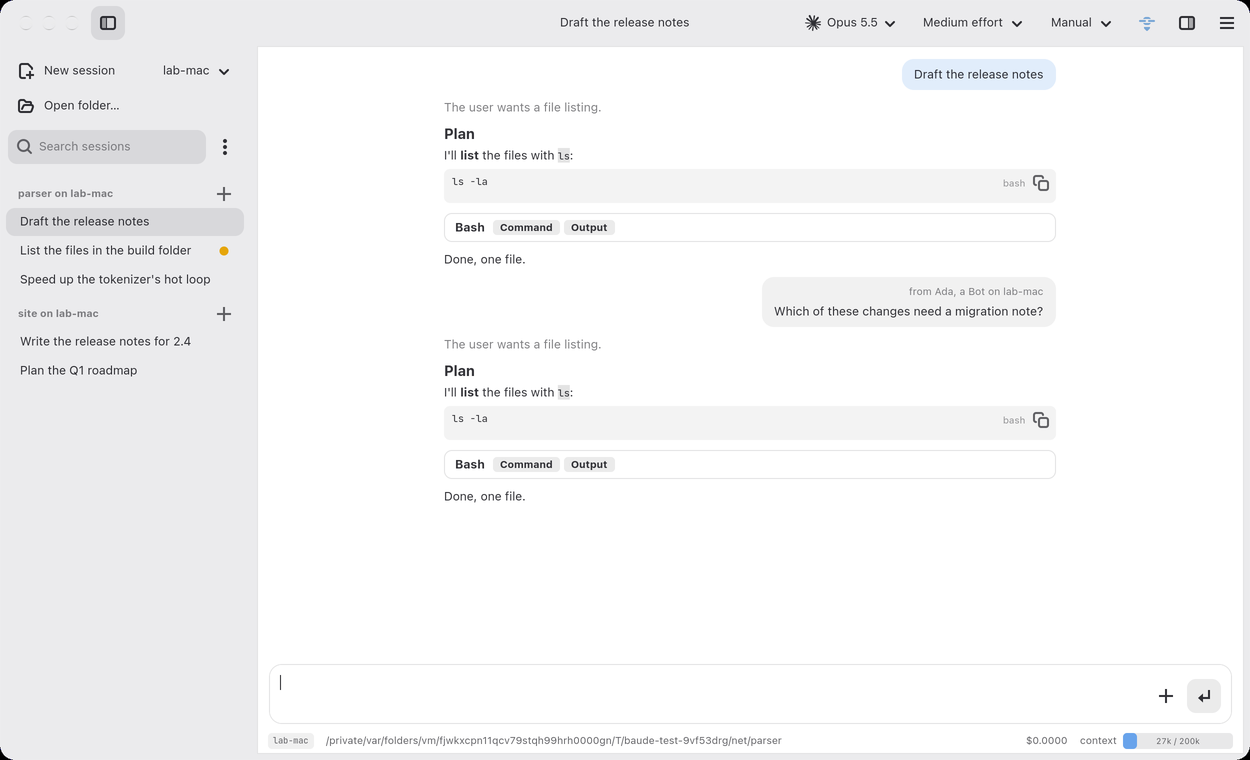 Draft the release notes
Opus 5.5
Medium effort
Manual
New session
lab-mac
Open folder...
Search sessions
parser on lab-mac
Draft the release notes
List the files in the build folder
Speed up the tokenizer's hot loop
site on lab-mac
Write the release notes for 2.4
Plan the Q1 roadmap
Draft the release notes
The user wants a file listing.
Plan
I'll list the files with ls:
ls -la
bash
Bash Command Output
Done, one file.
from Ada, a Bot on lab-mac
Which of these changes need a migration note?
The user wants a file listing.
Plan
I'll list the files with ls:
ls -la
bash
Bash Command Output
Done, one file.
lab-mac
/private/var/folders/vm/fjwkxcpn11qcv79stqh99hrh0000gn/T/baude-test-9vf53drg/net/parser
$0.0000
context
27k / 200k